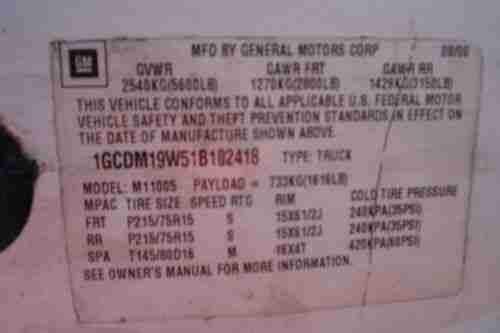 GM
MFD BY GENERAL MOTORS CORP 08/00
GVWR GAWR FRT GAWR RR
2540KG(5600LB) 1270KG(2800LB) 1429KG(3150LB)
THIS VEHICLE CONFORMS TO ALL APPLICABLE U.S. FEDERAL MOTOR
VEHICLE SAFETY AND THEFT PREVENTION STANDARDS IN EFFECT ON
THE DATE OF MANUFACTURE SHOWN ABOVE.
1GCDM19W51B102418 TYPE: TRUCK
MODEL: M11005 PAYLOAD = 733KG(1616LB)
MPAC TIRE SIZE SPEED RTG RIM COLD TIRE PRESSURE
FRT P215/75R15 S 15X61/2J 240KPA(35PSI)
RR P215/75R15 S 15X61/2J 240KPA(35PSI)
SPA T145/80D16 M 16X4T 420KPA(60PSI)
SEE OWNER'S MANUAL FOR MORE INFORMATION.